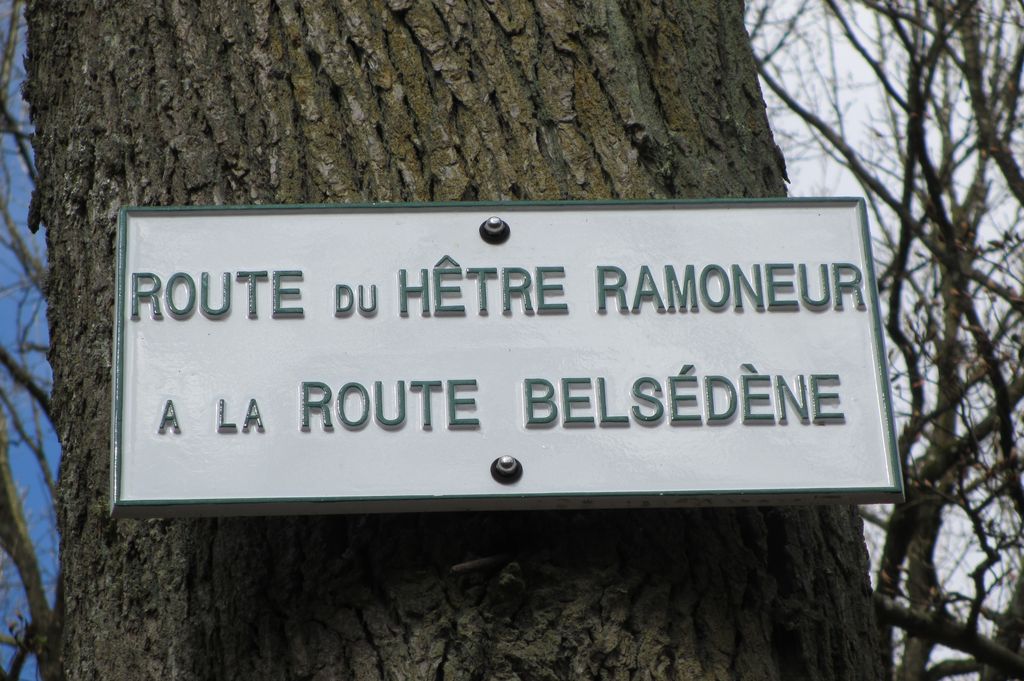 ROUTE DU HÊTRE RAMONEUR
A LA ROUTE BELSÉDÈNE